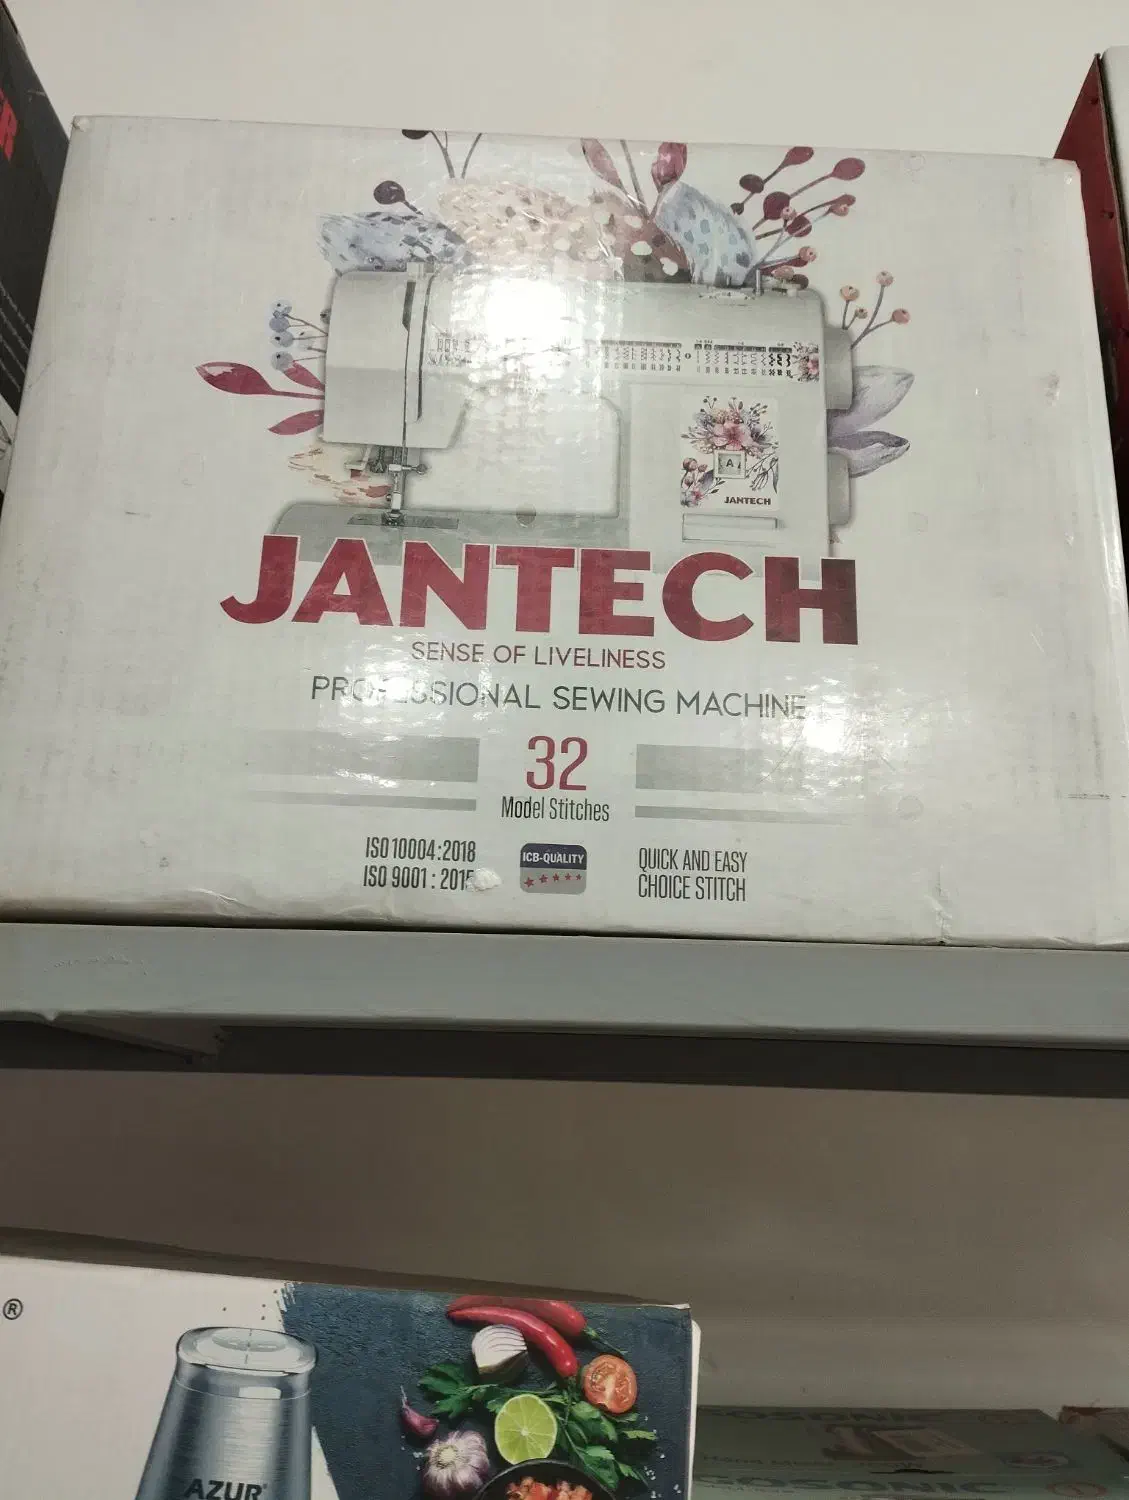 R
A
JANTECH
JANTECH
SENSE OF LIVELINESS
PROFESSIONAL SEWING MACHINE
32
Model Stitches
ISO 10004:2018
ISO 9001 : 2015
ICB-QUALITY
QUICK AND EASY
CHOICE STITCH
®
AZUR